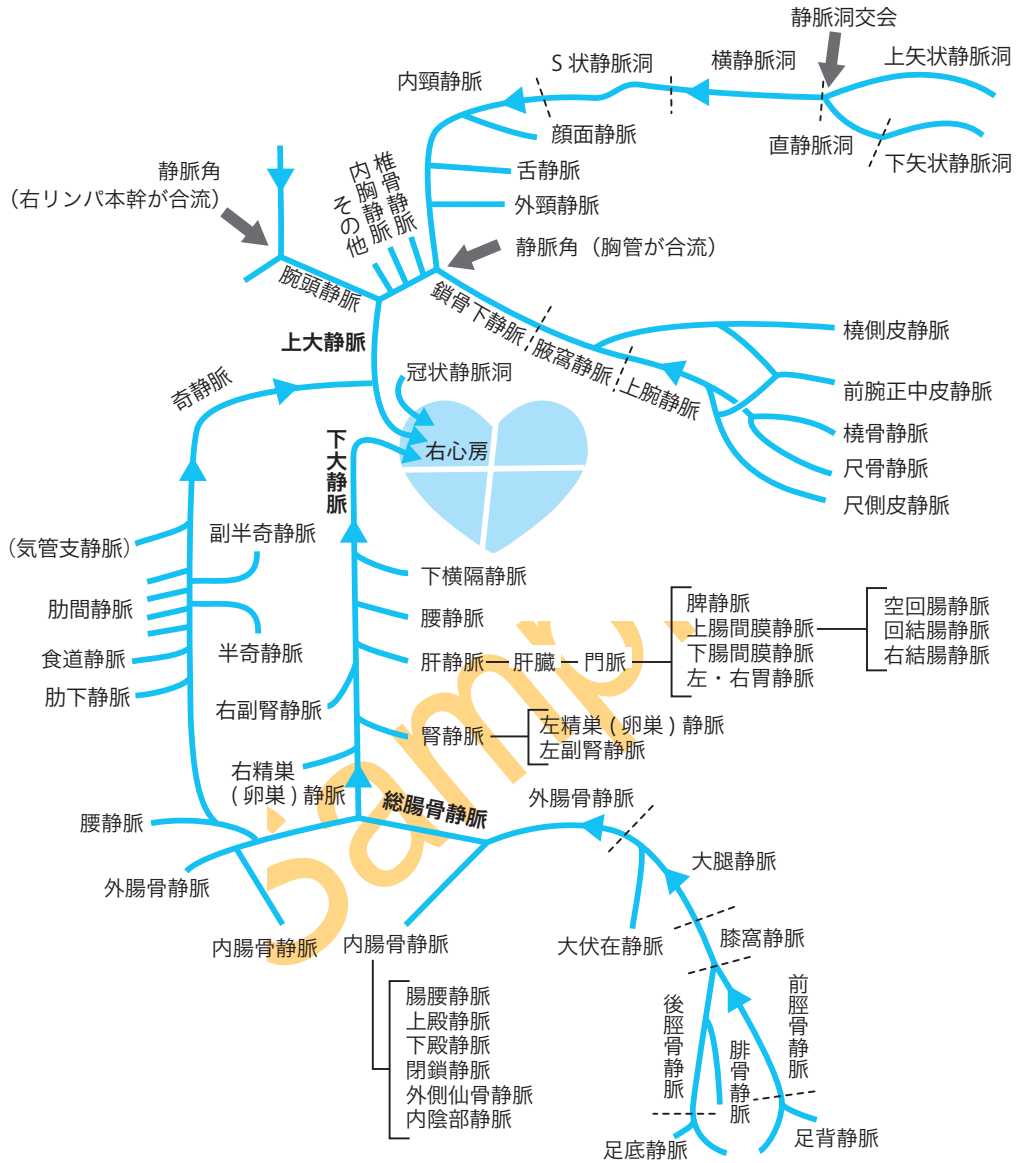 静脈洞交会
上矢状静脈洞
横静脈洞
S 状静脈洞
内頸静脈
直静脈洞
下矢状静脈洞
顔面静脈
舌静脈
外頸静脈
静脈角
(右リンパ本幹が合流)
椎骨静脈
内胸静脈
その他
静脈角(胸管が合流)
腕頭静脈
鎖骨下静脈
腋窩静脈
上腕静脈
上大静脈
橈側皮静脈
前腕正中皮静脈
橈骨静脈
尺骨静脈
尺側皮静脈
奇静脈
冠状静脈洞
右心房
下大静脈
(気管支静脈)
副半奇静脈
肋間静脈
半奇静脈
食道静脈
肋下静脈
下横隔静脈
腰静脈
肝静脈
肝臓
門脈
脾静脈
上腸間膜静脈
下腸間膜静脈
左・右胃静脈
空回腸静脈
回結腸静脈
右結腸静脈
右副腎静脈
腎静脈
左精巣 ( 卵巣 ) 静脈
左副腎静脈
右精巣
( 卵巣 ) 静脈
総腸骨静脈
腰静脈
外腸骨静脈
内腸骨静脈
内腸骨静脈
腸腰静脈
上殿静脈
下殿静脈
閉鎖静脈
外側仙骨静脈
内陰部静脈
外腸骨静脈
大腿静脈
大伏在静脈
膝窩静脈
後脛骨静脈
腓骨静脈
前脛骨静脈
足底静脈
足背静脈
Sample